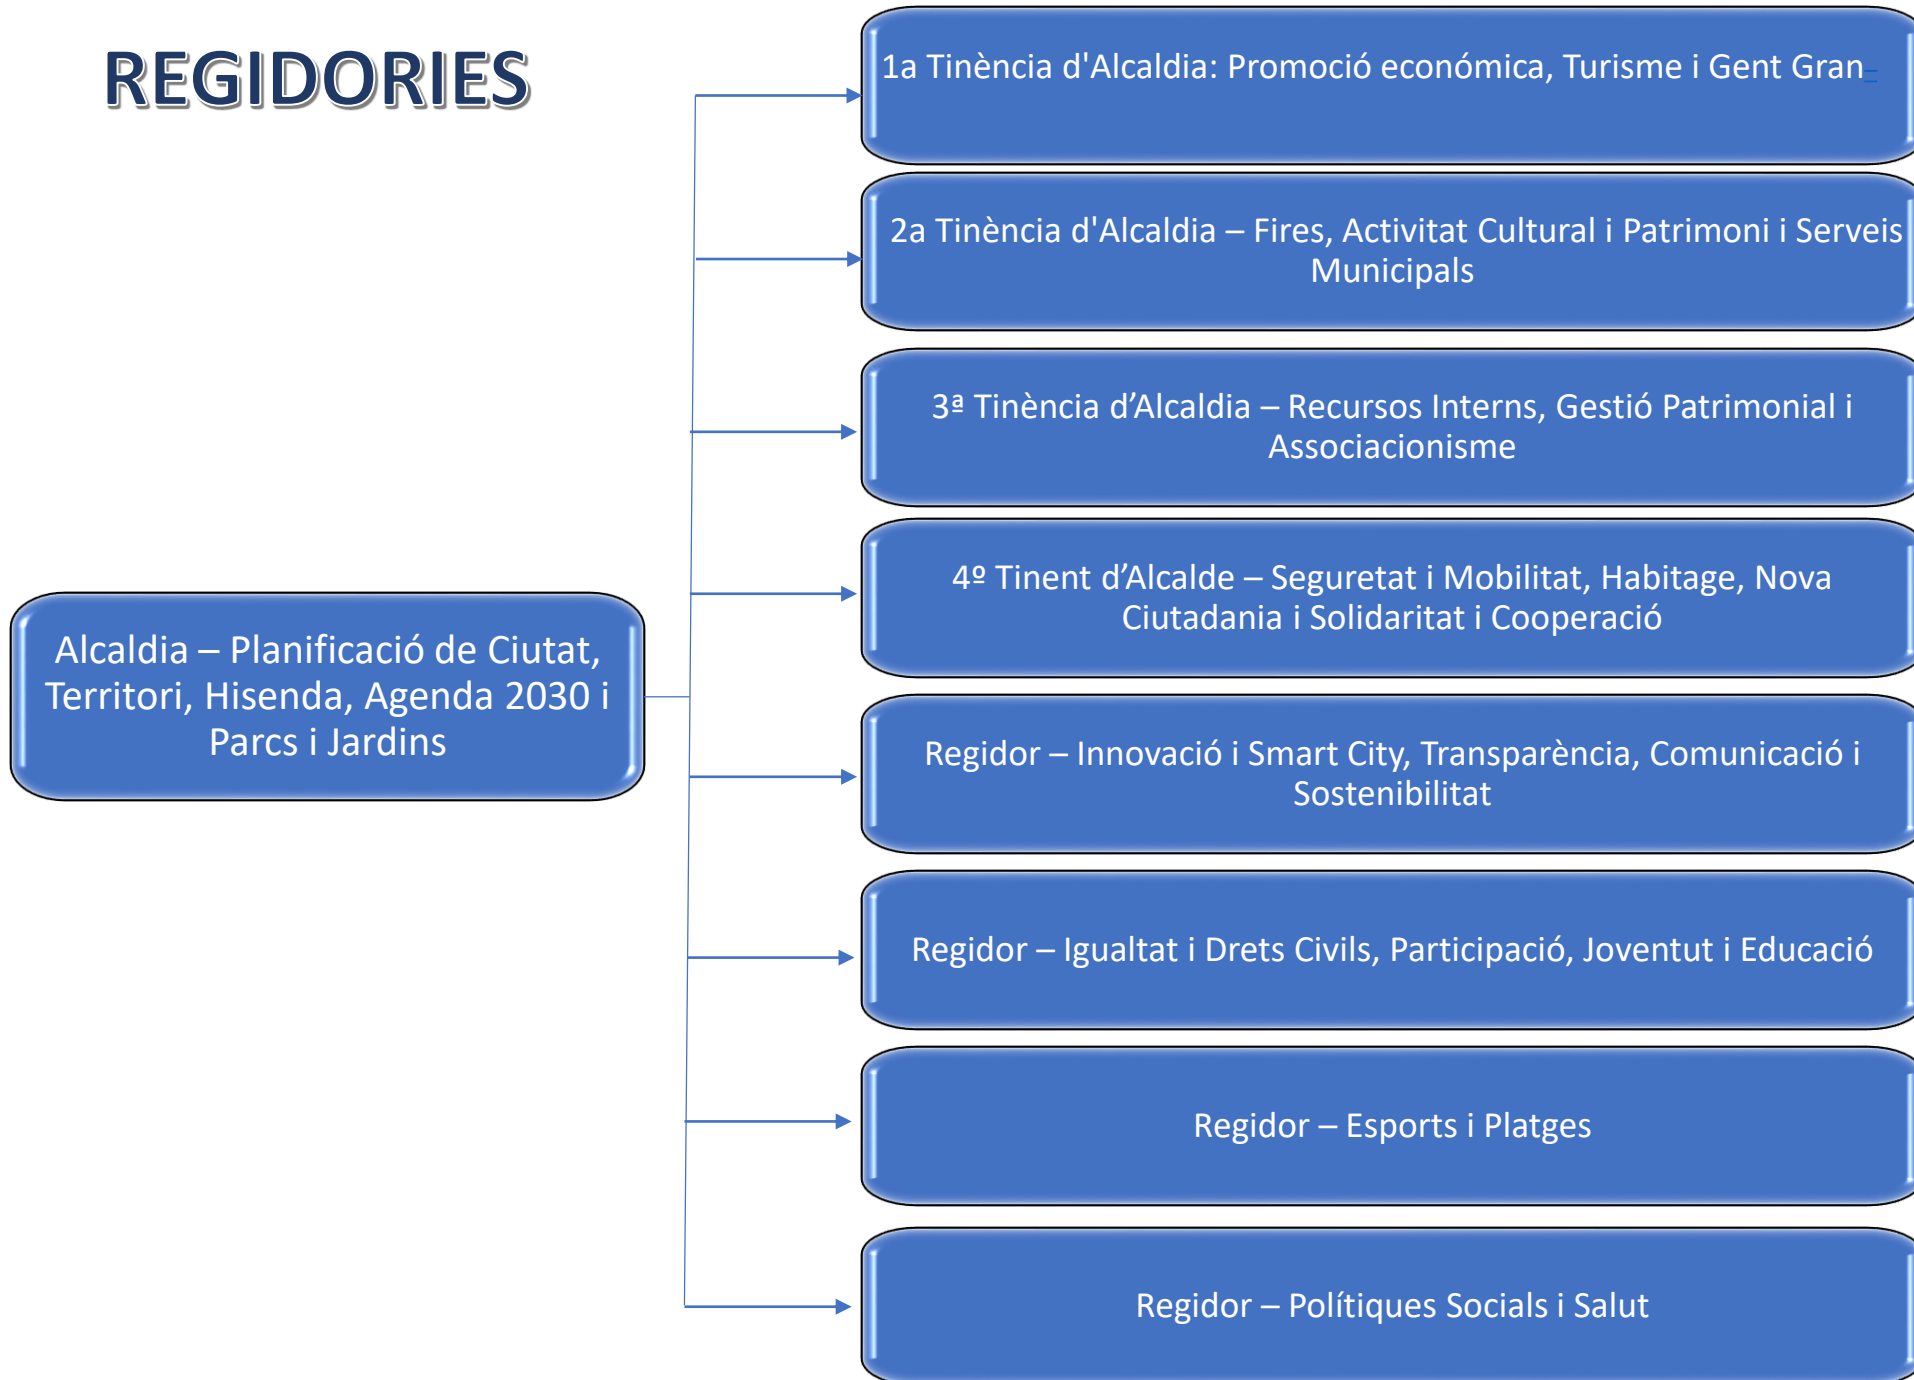 REGIDORIES
1a Tinència d'Alcaldia: Promoció económica, Turisme i Gent Gran
2a Tinència d'Alcaldia – Fires, Activitat Cultural i Patrimoni i Serveis
Municipals
3ª Tinència d’Alcaldia – Recursos Interns, Gestió Patrimonial i
Associacionisme
4º Tinent d’Alcalde – Seguretat i Mobilitat, Habitage, Nova
Ciutadania i Solidaritat i Cooperació
Alcaldia – Planificació de Ciutat,
Territori, Hisenda, Agenda 2030 i
Parcs i Jardins
Regidor – Innovació i Smart City, Transparència, Comunicació i
Sostenibilitat
Regidor – Igualtat i Drets Civils, Participació, Joventut i Educació
Regidor – Esports i Platges
Regidor – Polítiques Socials i Salut